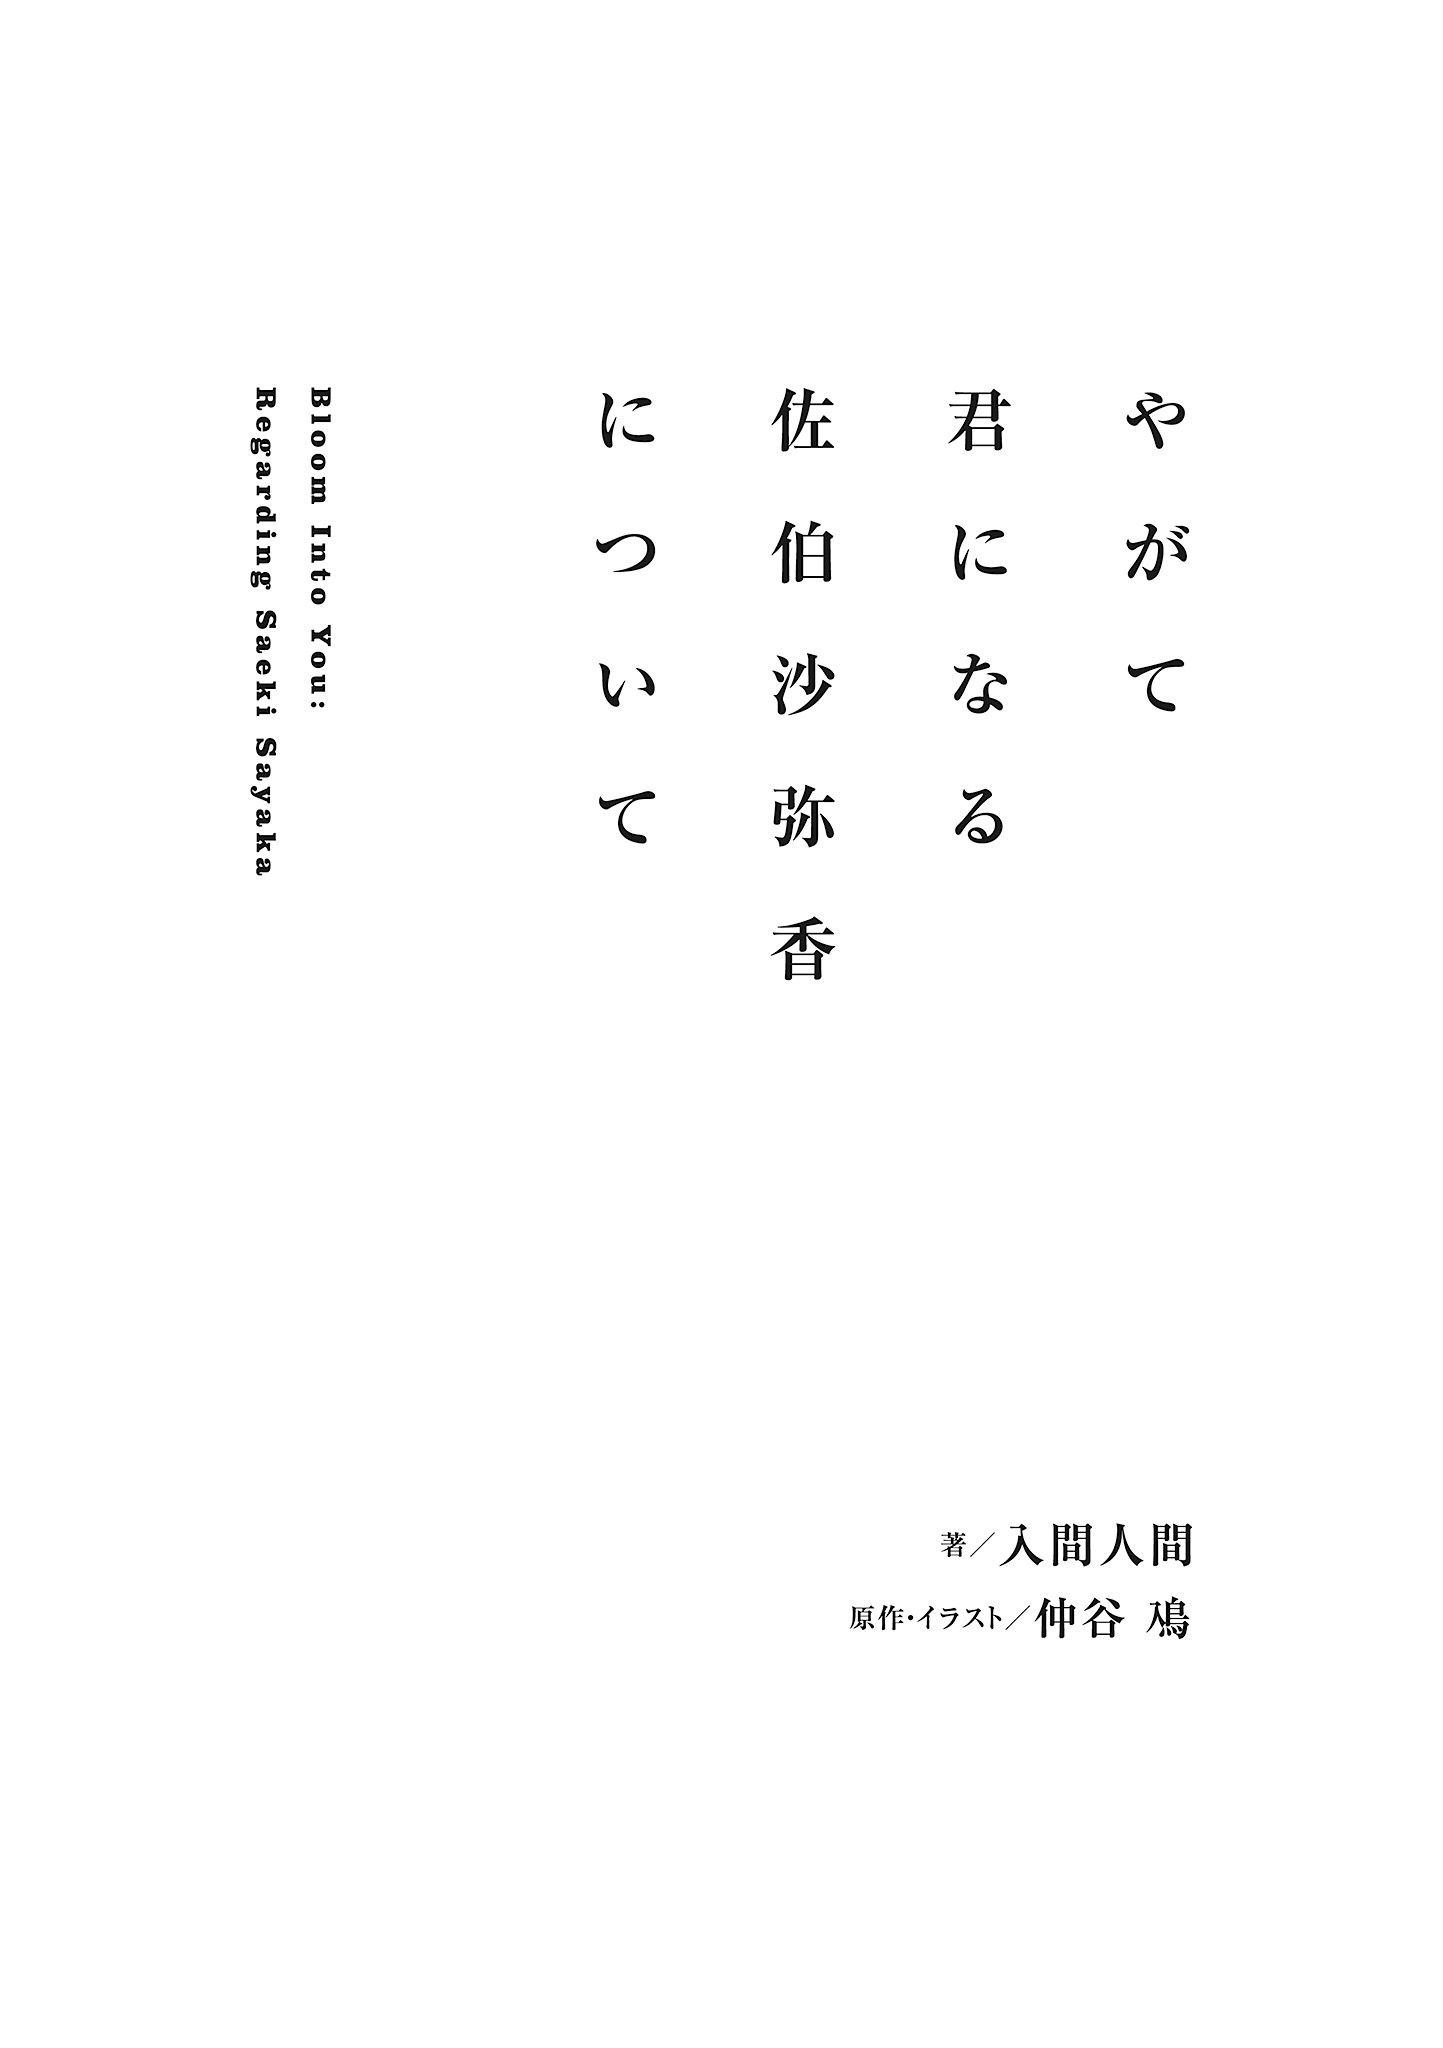 やがて
君になる
佐伯沙弥香
について
Bloom Into You:
Regarding Saeki Sayaka
著／入間人間
原作・イラスト／仲谷 鳰